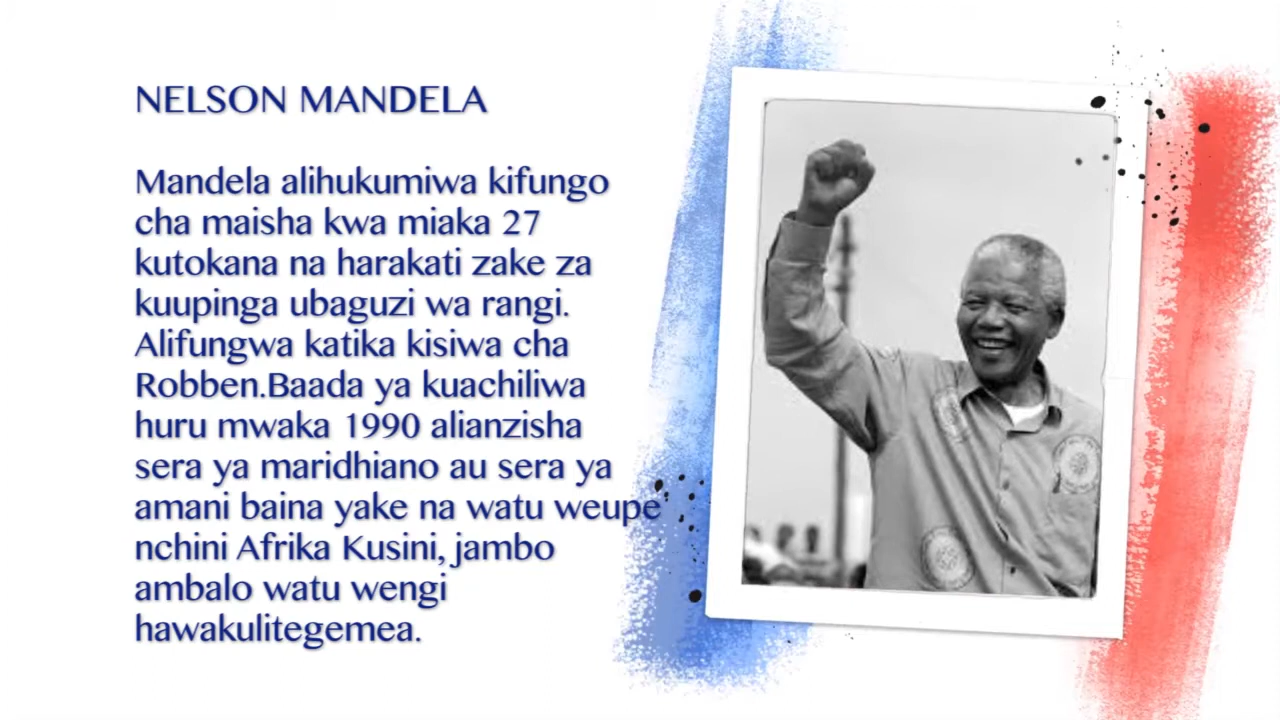 NELSON MANDELA
Mandela alihukumiwa kifungo
cha maisha kwa miaka 27
kutokana na harakati zake za
kuupinga ubaguzi wa rangi.
Alifungwa katika kisiwa cha
Robben.Baada ya kuachiliwa
huru mwaka 1990 alianzisha
sera ya maridhiano au sera ya
amani baina yake na watu weupe
nchini Afrika Kusini, jambo
ambalo watu wengi
hawakulitegemea.